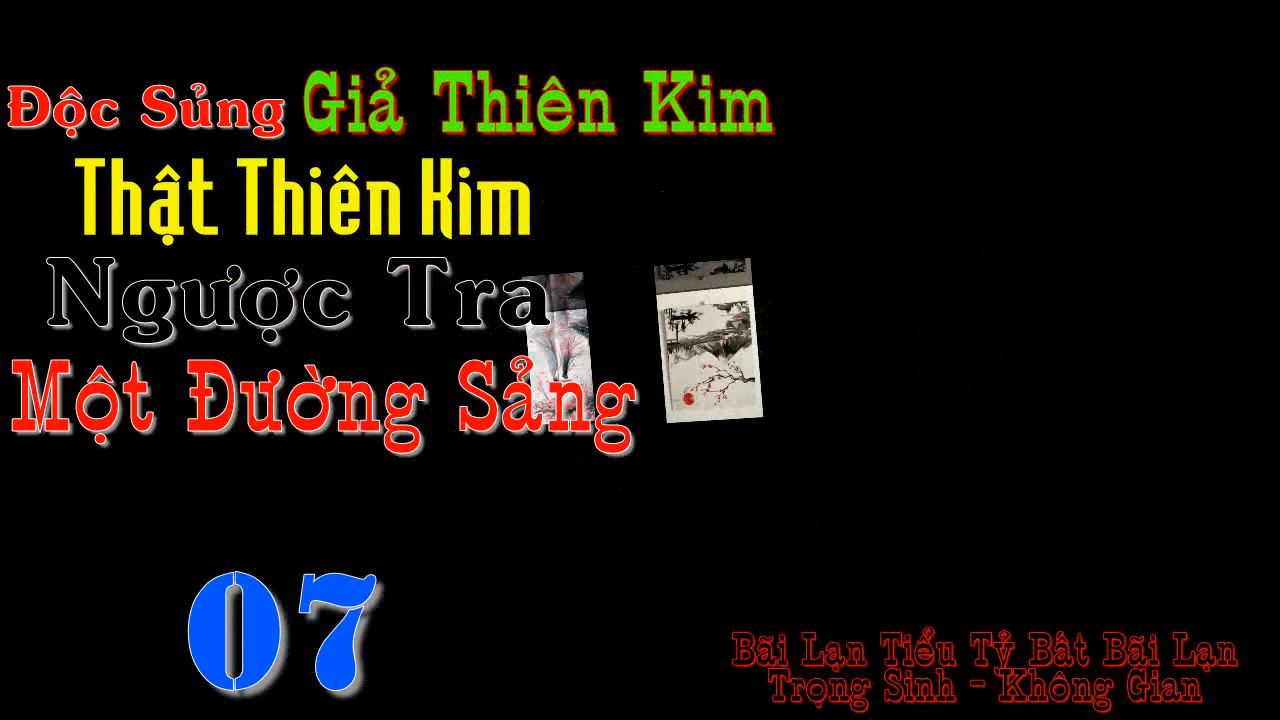 Độc Sủng Giả Thiên Kim
Thật Thiên Kim
Ngược Tra
Một Đường Sảng
07
Bãi Lạn Tiểu Tỷ Bât Bãi Lạn
Trọng Sinh - Không Gian